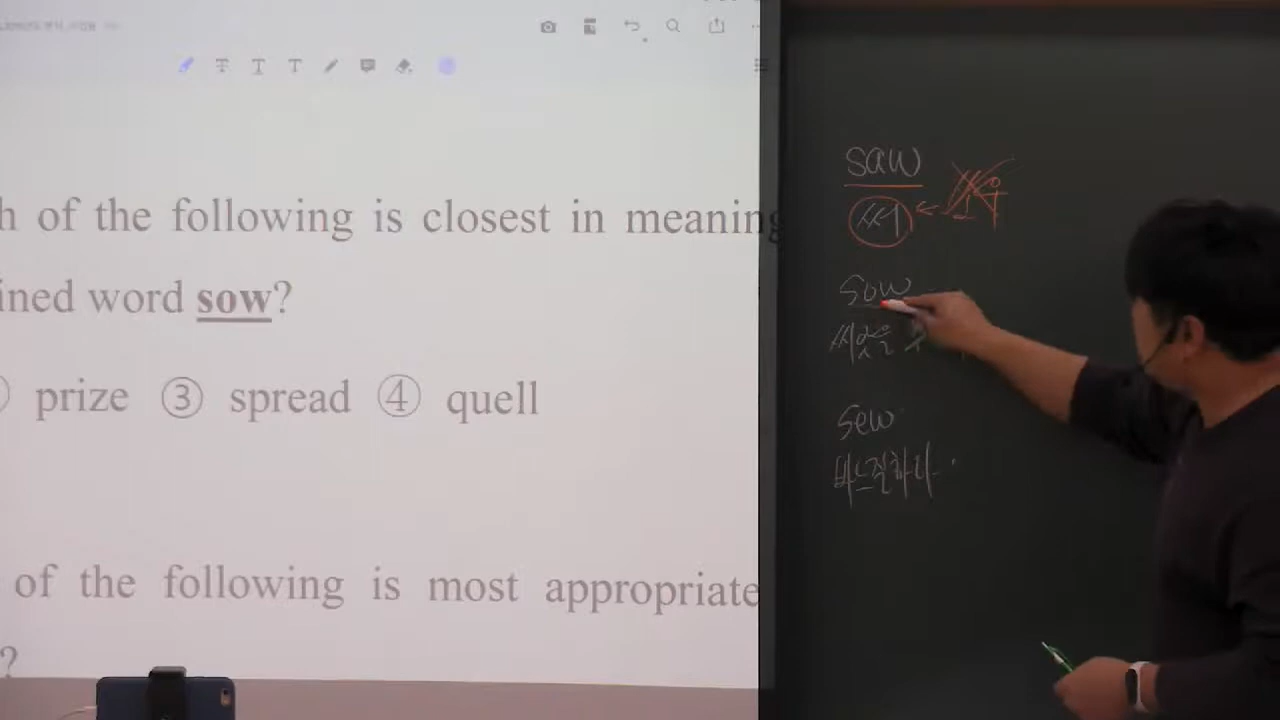 h of the following is closest in meaning
ined word sow?
prize ③ spread ④ quell
of the following is most appropriate
?
saw
써
sow
씨앗을
sew
바느질하다.